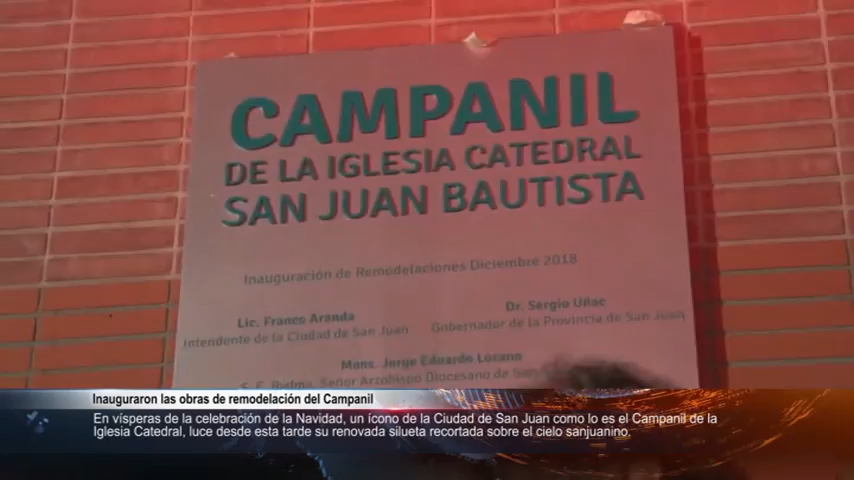 CAMPANIL
DE LA IGLESIA CATEDRAL
SAN JUAN BAUTISTA
Inauguración de Remodelaciones Diciembre 2018
Lic. Franco Aranda
Intendente de la Ciudad de San Juan
Dr. Sergio Uñac
Gobernador de la Provincia de San Juan
Mons. Jorge Eduardo Lozano
S. E. Rvdma. Señor Arzobispo Diocesano de San
Inauguraron las obras de remodelación del Campanil
En vísperas de la celebración de la Navidad, un ícono de la Ciudad de San Juan como lo es el Campanil de la
Iglesia Catedral, luce desde esta tarde su renovada silueta recortada sobre el cielo sanjuanino.